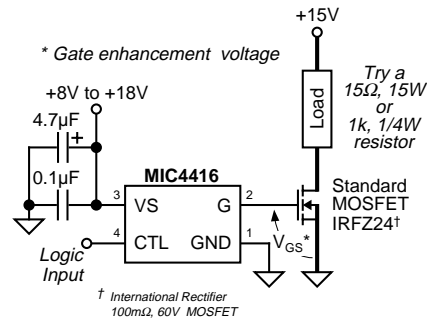 +15V
* Gate enhancement voltage
+8V to +18V
Try a
15Ω, 15W
or
1k, 1/4W
resistor
Load
4.7µF
+
0.1µF
MIC4416
3
VS
G
2
4
CTL
GND
1
Logic
Input
VGS*
Standard
MOSFET
IRFZ24†
† International Rectifier
100mΩ, 60V MOSFET